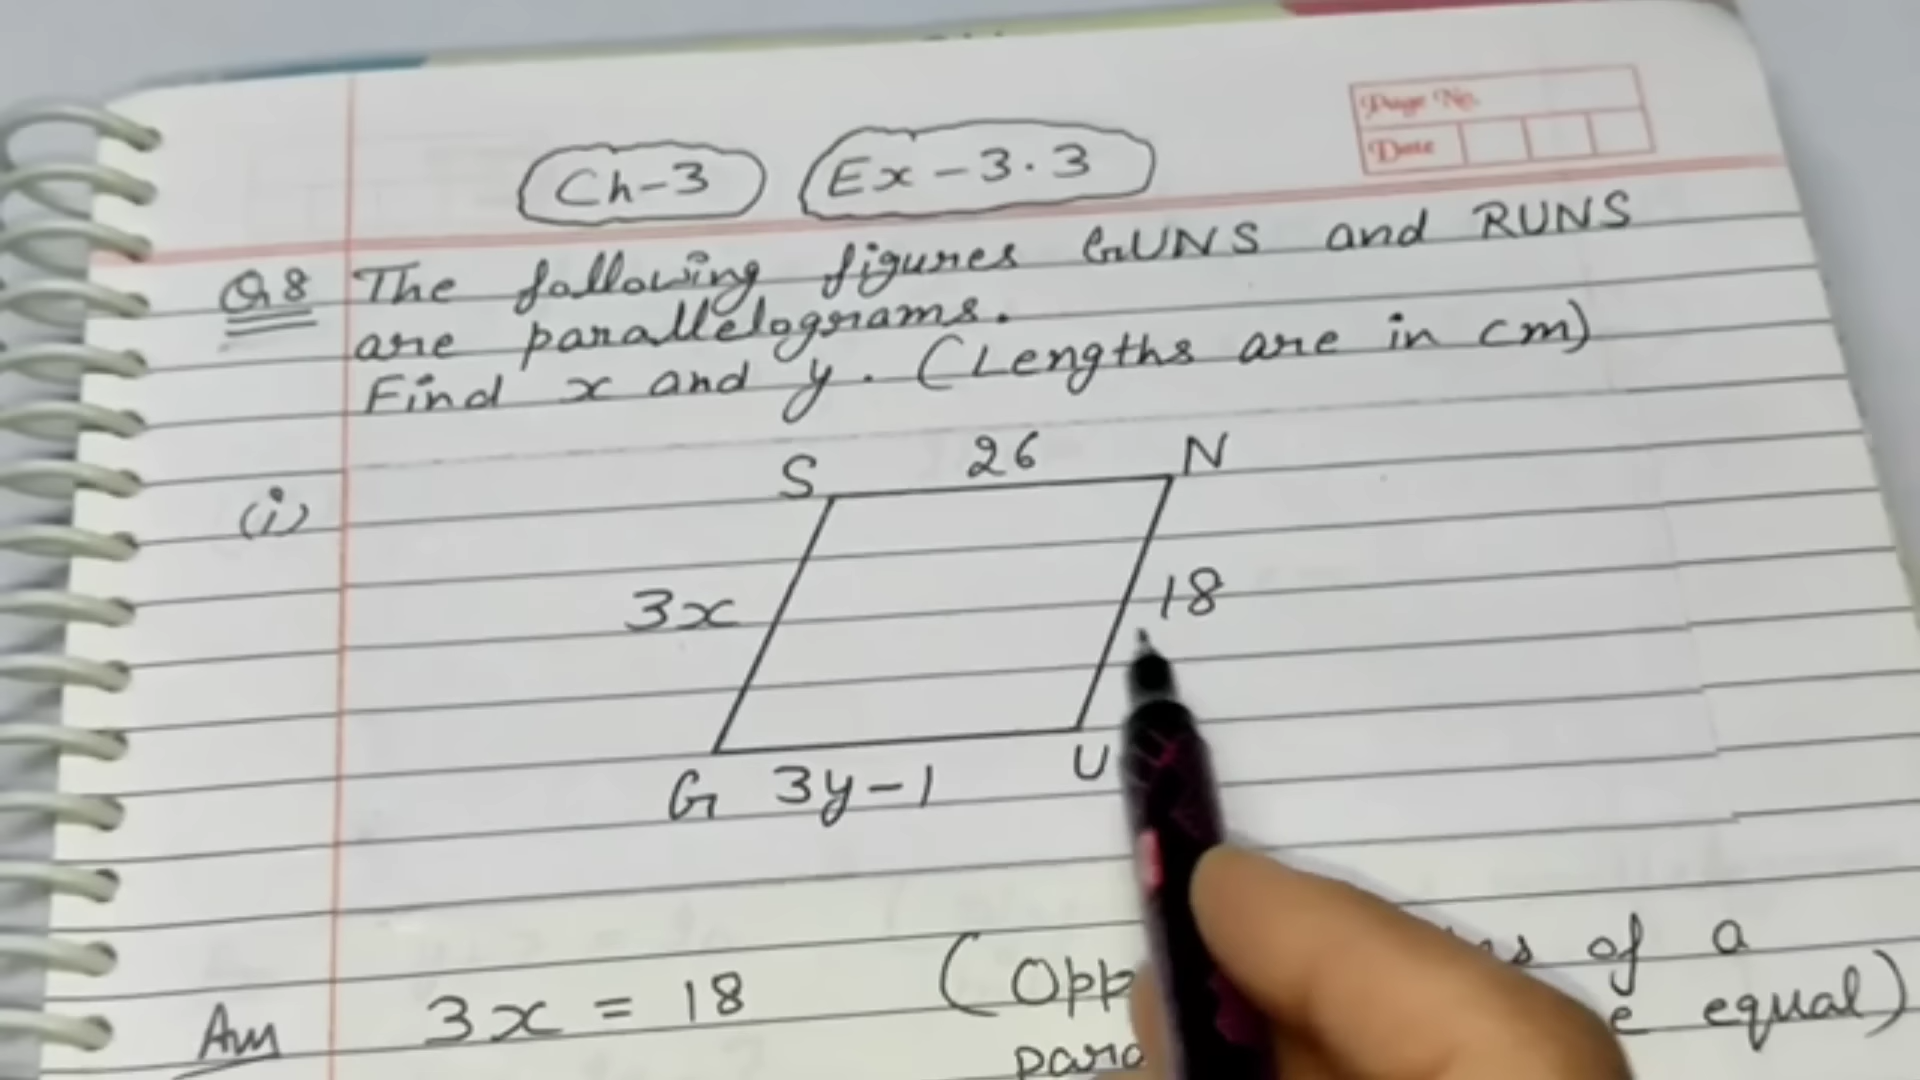 Page No.
Date
Ch-3 Ex-3.3
Q8 The following figures GUNS and RUNS
are parallelograms.
Find x and y. (Lengths are in cm)
(i)
S 26 N
3x 18
G 3y-1 U
Ans 3x = 18 (Opp of a
equal)